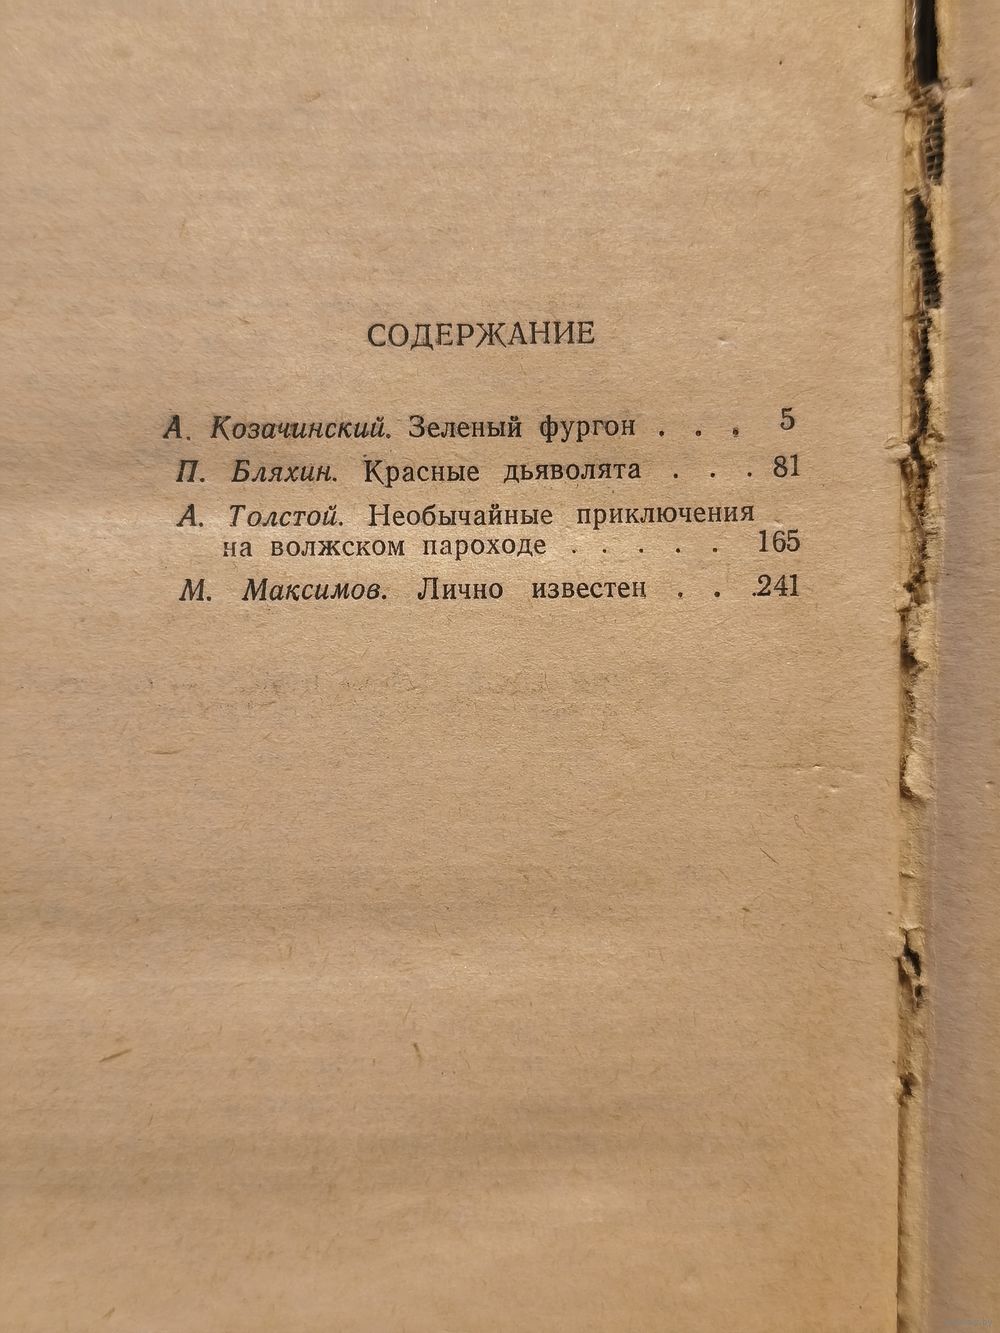 СОДЕРЖАНИЕ
А. Козачинский. Зеленый фургон . . . 5
П. Бляхин. Красные дьяволята . . . 81
А. Толстой. Необычайные приключения
на волжском пароходе . . . . . 165
М. Максимов. Лично известен . . .241